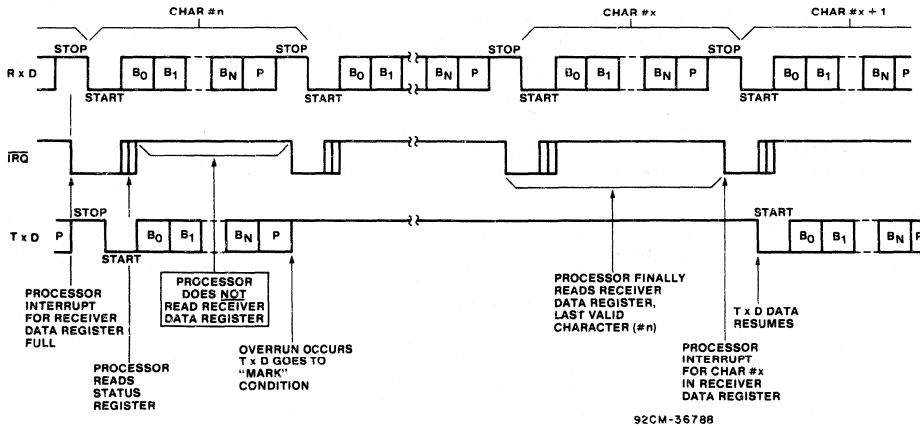 CHAR #n CHAR #x CHAR #x + 1
STOP STOP STOP STOP
R x D B0 B1 BN P B0 B1 BN P B0 B1 BN P B0 B1 BN P
START START START START
IRQ
STOP START
T x D P B0 B1 BN P B0 B1 BN P
START
PROCESSOR
INTERRUPT
FOR RECEIVER
DATA REGISTER
FULL
PROCESSOR
READS
STATUS
REGISTER
PROCESSOR
DOES NOT
READ RECEIVER
DATA REGISTER
OVERRUN OCCURS
T x D GOES TO
"MARK"
CONDITION
PROCESSOR FINALLY
READS RECEIVER
DATA REGISTER,
LAST VALID
CHARACTER (#n)
PROCESSOR
INTERRUPT
FOR CHAR #x
IN RECEIVER
DATA REGISTER
T x D DATA
RESUMES
92CM-36788